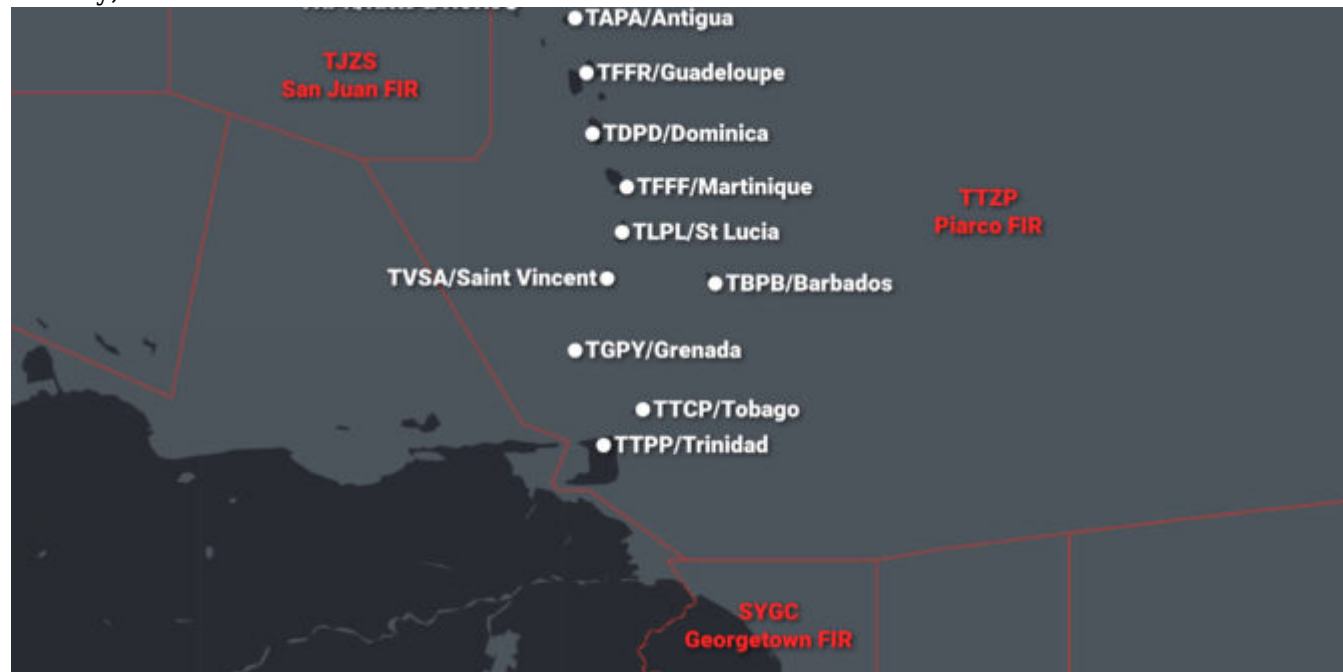 TAPA/Antigua
TJZS
San Juan FIR
TFFR/Guadeloupe
TDPD/Dominica
TFFF/Martinique
TTZP
Piarco FIR
TLPL/St Lucia
TVSA/Saint Vincent
TBPB/Barbados
TGPY/Grenada
TTCP/Tobago
TTPP/Trinidad
SYGC
Georgetown FIR